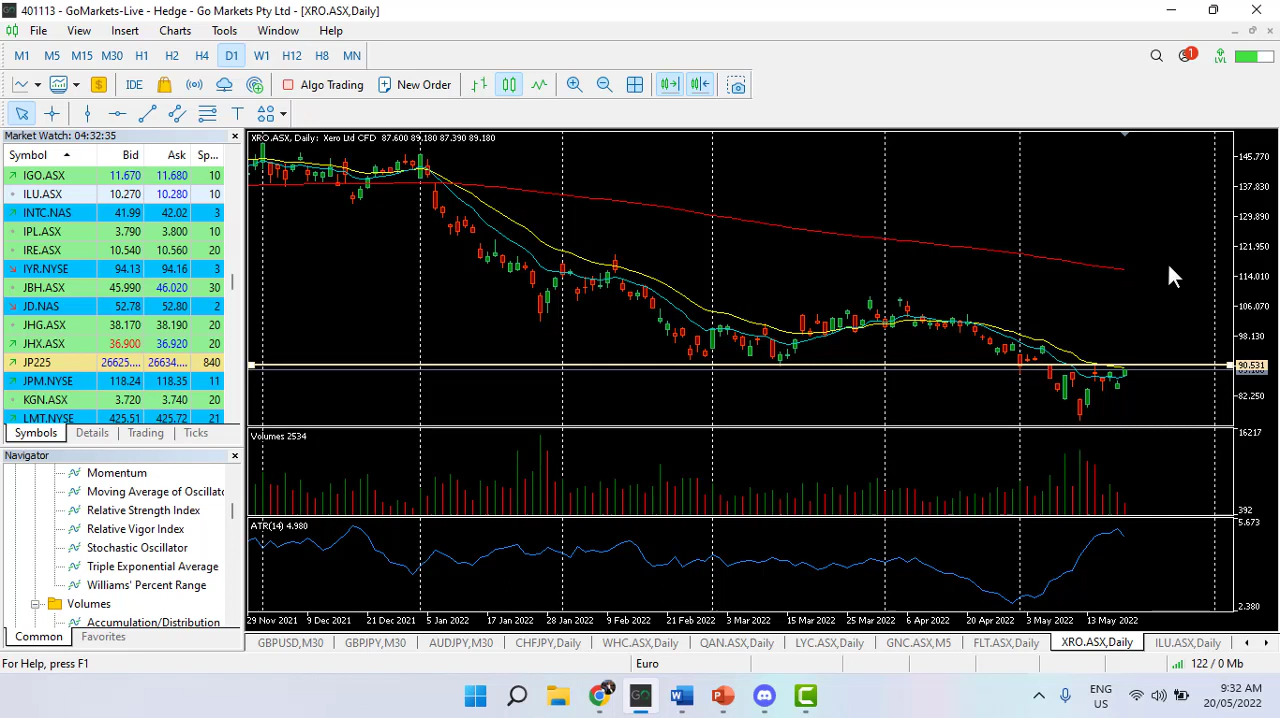 401113 - GoMarkets-Live - Hedge - Go Markets Pty Ltd - [XRO.ASX,Daily]
File View Insert Charts Tools Window Help
M1 M5 M15 M30 H1 H2 H4 D1 W1 H12 H8 MN 1 LVL
IDE Algo Trading New Order
T
Market Watch: 04:32:35
Symbol Bid Ask Sp...
IGO.ASX 11.670 11.680 10
ILU.ASX 10.270 10.280 10
INTC.NAS 41.99 42.02 3
IPL.ASX 3.790 3.800 10
IRE.ASX 10.540 10.560 20
IYR.NYSE 94.13 94.16 3
JBH.ASX 45.990 46.020 30
JD.NAS 52.78 52.80 2
JHG.ASX 38.170 38.190 20
JHX.ASX 36.900 36.920 20
JP225 26625.... 26634.... 840
JPM.NYSE 118.24 118.35 11
KGN.ASX 3.720 3.740 20
LMT.NYSE 425.51 425.72 21
Symbols Details Trading Ticks
Navigator
Momentum
Moving Average of Oscillato
Relative Strength Index
Relative Vigor Index
Stochastic Oscillator
Triple Exponential Average
Williams' Percent Range
Volumes
Accumulation/Distribution
Common Favorites
XRO.ASX, Daily: Xero Ltd CFD 87.600 89.180 87.390 89.180
145.770
137.830
129.890
121.950
114.010
106.070
98.130
90.531
82.250
Volumes 2534
16217
392
ATR(14) 4.980
5.673
2.380
29 Nov 2021 9 Dec 2021 21 Dec 2021 5 Jan 2022 17 Jan 2022 28 Jan 2022 9 Feb 2022 21 Feb 2022 3 Mar 2022 15 Mar 2022 25 Mar 2022 6 Apr 2022 20 Apr 2022 3 May 2022 13 May 2022
GBPUSD,M30 GBPJPY,M30 AUDJPY,M30 CHFJPY,Daily WHC.ASX,Daily QAN.ASX,Daily LYC.ASX,Daily GNC.ASX,M5 FLT.ASX,Daily XRO.ASX,Daily ILU.ASX,Daily
For Help, press F1 Euro 122 / 0 Mb
GO W P C ENG US 9:32 AM 20/05/2022